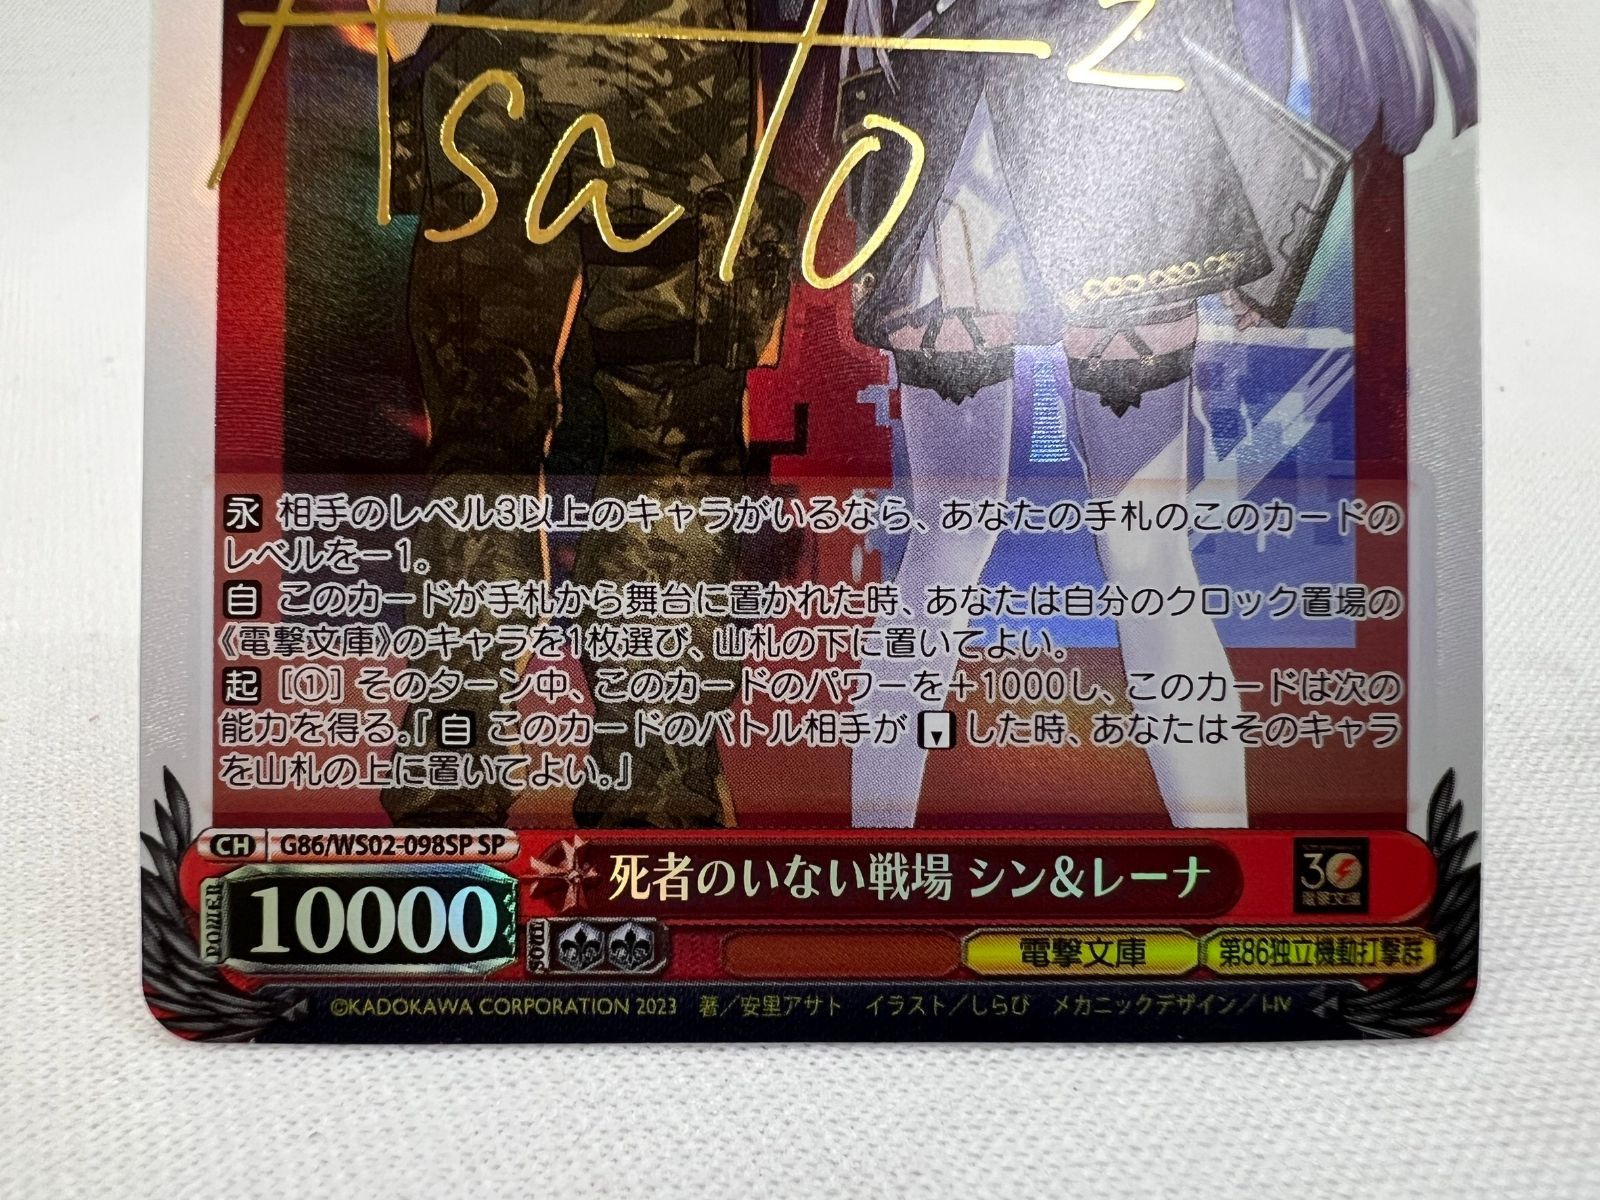 Asato²
永 相手のレベル3以上のキャラがいるなら、あなたの手札のこのカードの
レベルを－1。
自 このカードが手札から舞台に置かれた時、あなたは自分のクロック置場の
《電撃文庫》のキャラを1枚選び、山札の下に置いてよい。
起 [①] そのターン中、このカードのパワーを＋1000し、このカードは次の
能力を得る。『自 このカードのバトル相手が ▼ した時、あなたはそのキャラ
を山札の上に置いてよい。』
CH G86/WS02-098SP SP
死者のいない戦場 シン&レーナ
30
電撃文庫
POWER 10000
SOUL
電撃文庫 第86独立機動打撃群
©KADOKAWA CORPORATION 2023 著／安里アサト イラスト／しらび メカニックデザイン／I-IV